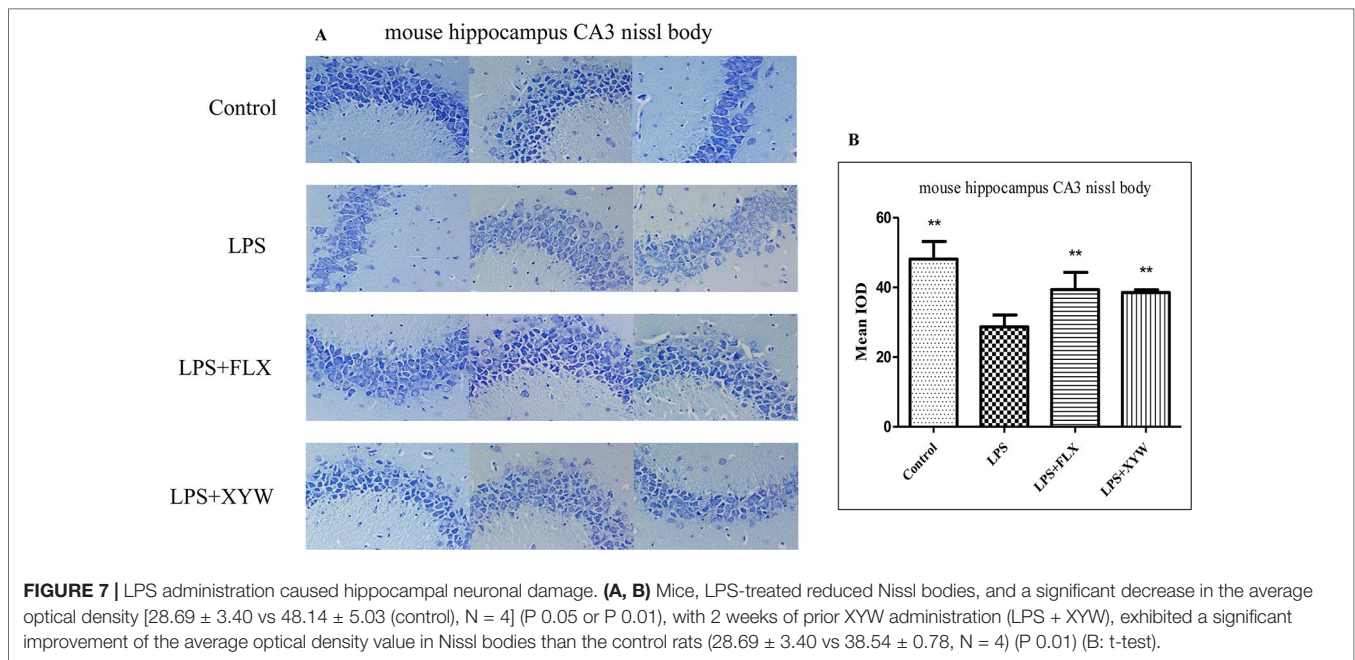 A mouse hippocampus CA3 nissl body
Control
LPS
LPS+FLX
LPS+XYW
B
mouse hippocampus CA3 nissl body
Mean IOD
60
40
20
0
**
**
**
Control
LPS
LPS+FLX
LPS+XYW
FIGURE 7 | LPS administration caused hippocampal neuronal damage. (A, B) Mice, LPS-treated reduced Nissl bodies, and a significant decrease in the average
optical density [28.69 ± 3.40 vs 48.14 ± 5.03 (control), N = 4] (P 0.05 or P 0.01), with 2 weeks of prior XYW administration (LPS + XYW), exhibited a significant
improvement of the average optical density value in Nissl bodies than the control rats (28.69 ± 3.40 vs 38.54 ± 0.78, N = 4) (P 0.01) (B: t-test).